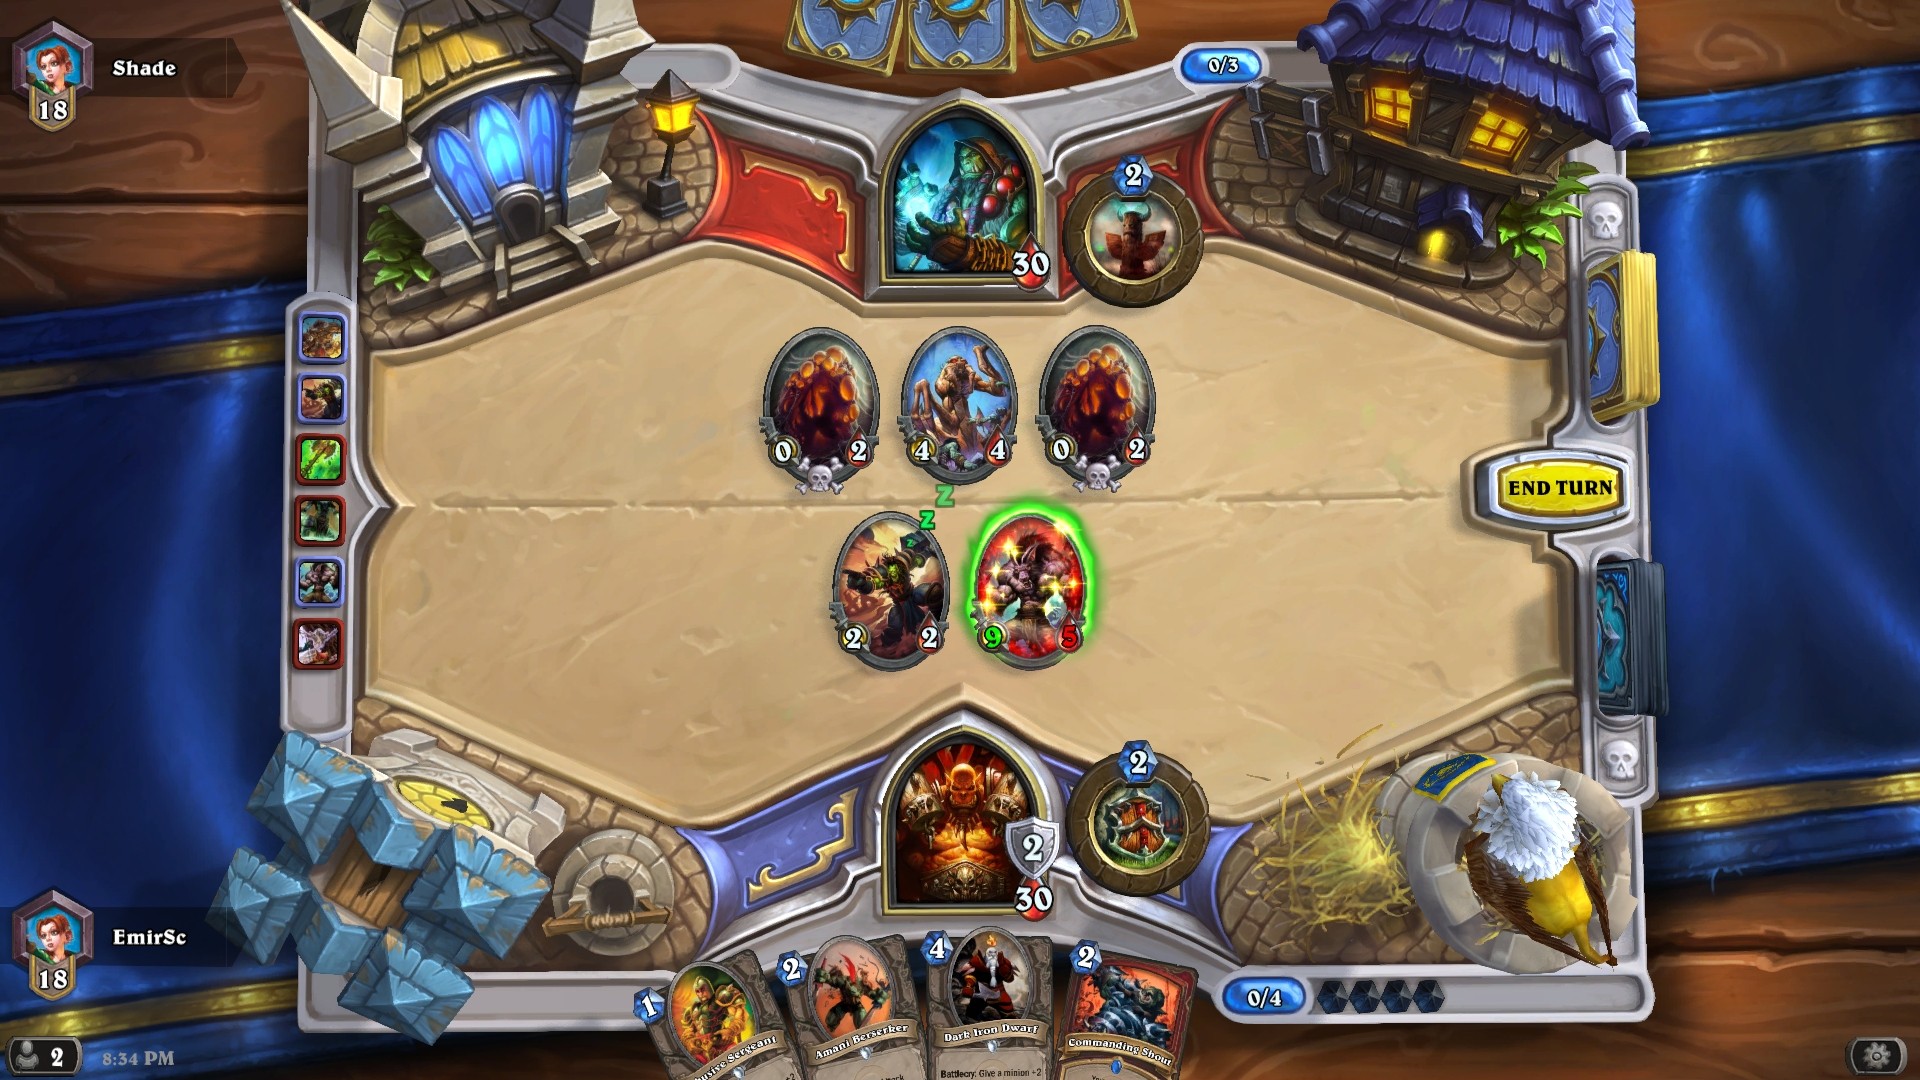 Shade
18
0/3
2
30
0
2
4
4
0
2
END TURN
Z
Z
z
2
2
9
5
2
2
30
EmirSc
18
0/4
1
2
4
2
Sergeant
Amani Berserker
Dark Iron Dwarf
Commanding Shout
Battlecry: Give a minion +2
+2
2
8:34 PM